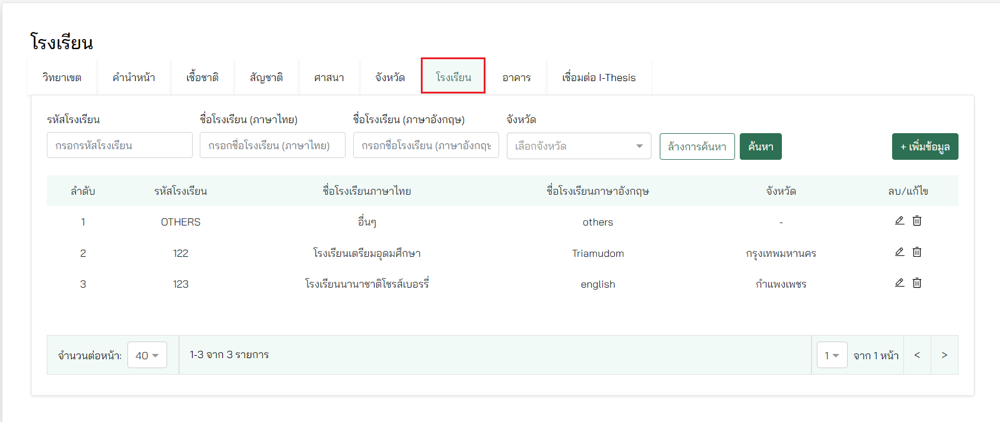 โรงเรียน
วิทยาเขต คำนำหน้า เชื้อชาติ สัญชาติ ศาสนา จังหวัด โรงเรียน อาคาร เชื่อมต่อ I-Thesis
รหัสโรงเรียน ชื่อโรงเรียน (ภาษาไทย) ชื่อโรงเรียน (ภาษาอังกฤษ) จังหวัด
กรอกรหัสโรงเรียน กรอกชื่อโรงเรียน (ภาษาไทย) กรอกชื่อโรงเรียน (ภาษาอังกฤษ เลือกจังหวัด ล้างการค้นหา ค้นหา + เพิ่มข้อมูล
ลำดับ รหัสโรงเรียน ชื่อโรงเรียนภาษาไทย ชื่อโรงเรียนภาษาอังกฤษ จังหวัด ลบ/แก้ไข
1 OTHERS อื่นๆ others -
2 122 โรงเรียนเตรียมอุดมศึกษา Triamudom กรุงเทพมหานคร
3 123 โรงเรียนนานาชาติโชรส์เบอรรี่ english กำแพงเพชร
จำนวนต่อหน้า: 40 1-3 จาก 3 รายการ 1 จาก 1 หน้า < >